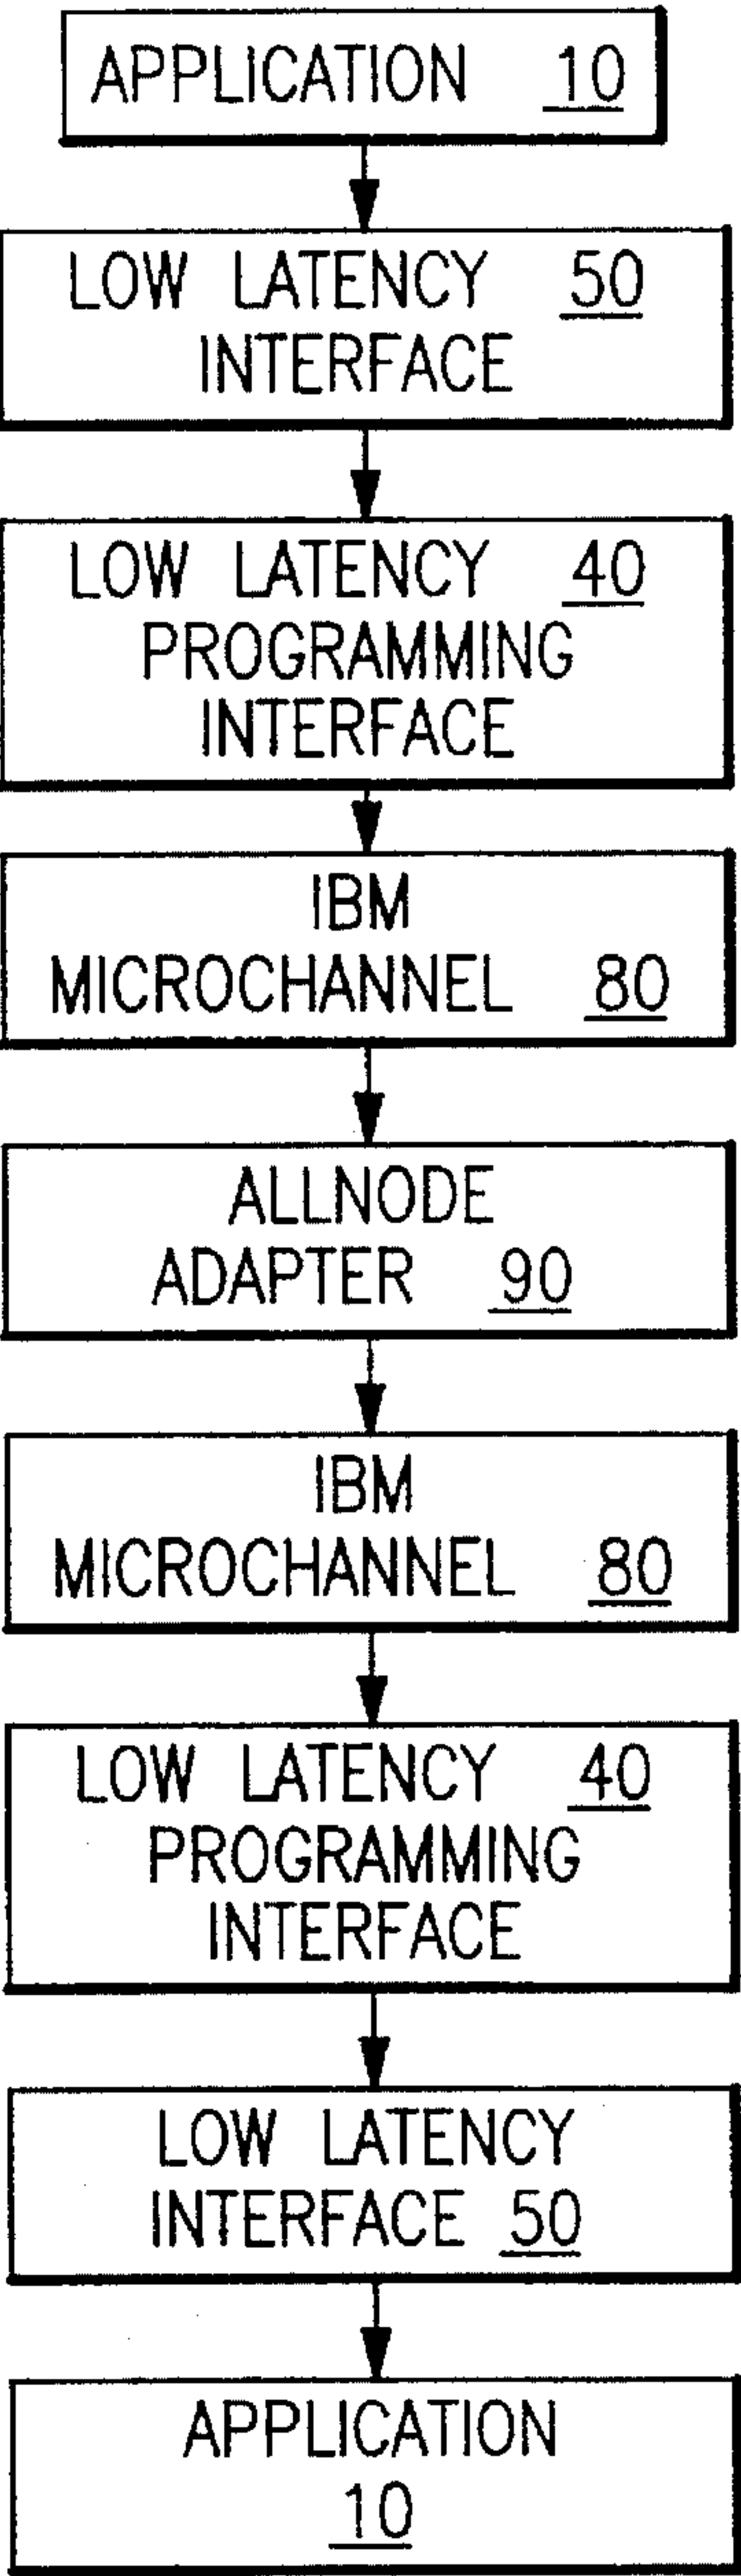 APPLICATION 10
LOW LATENCY 50
INTERFACE
LOW LATENCY 40
PROGRAMMING
INTERFACE
IBM
MICROCHANNEL 80
ALLNODE
ADAPTER 90
IBM
MICROCHANNEL 80
LOW LATENCY 40
PROGRAMMING
INTERFACE
LOW LATENCY
INTERFACE 50
APPLICATION
10